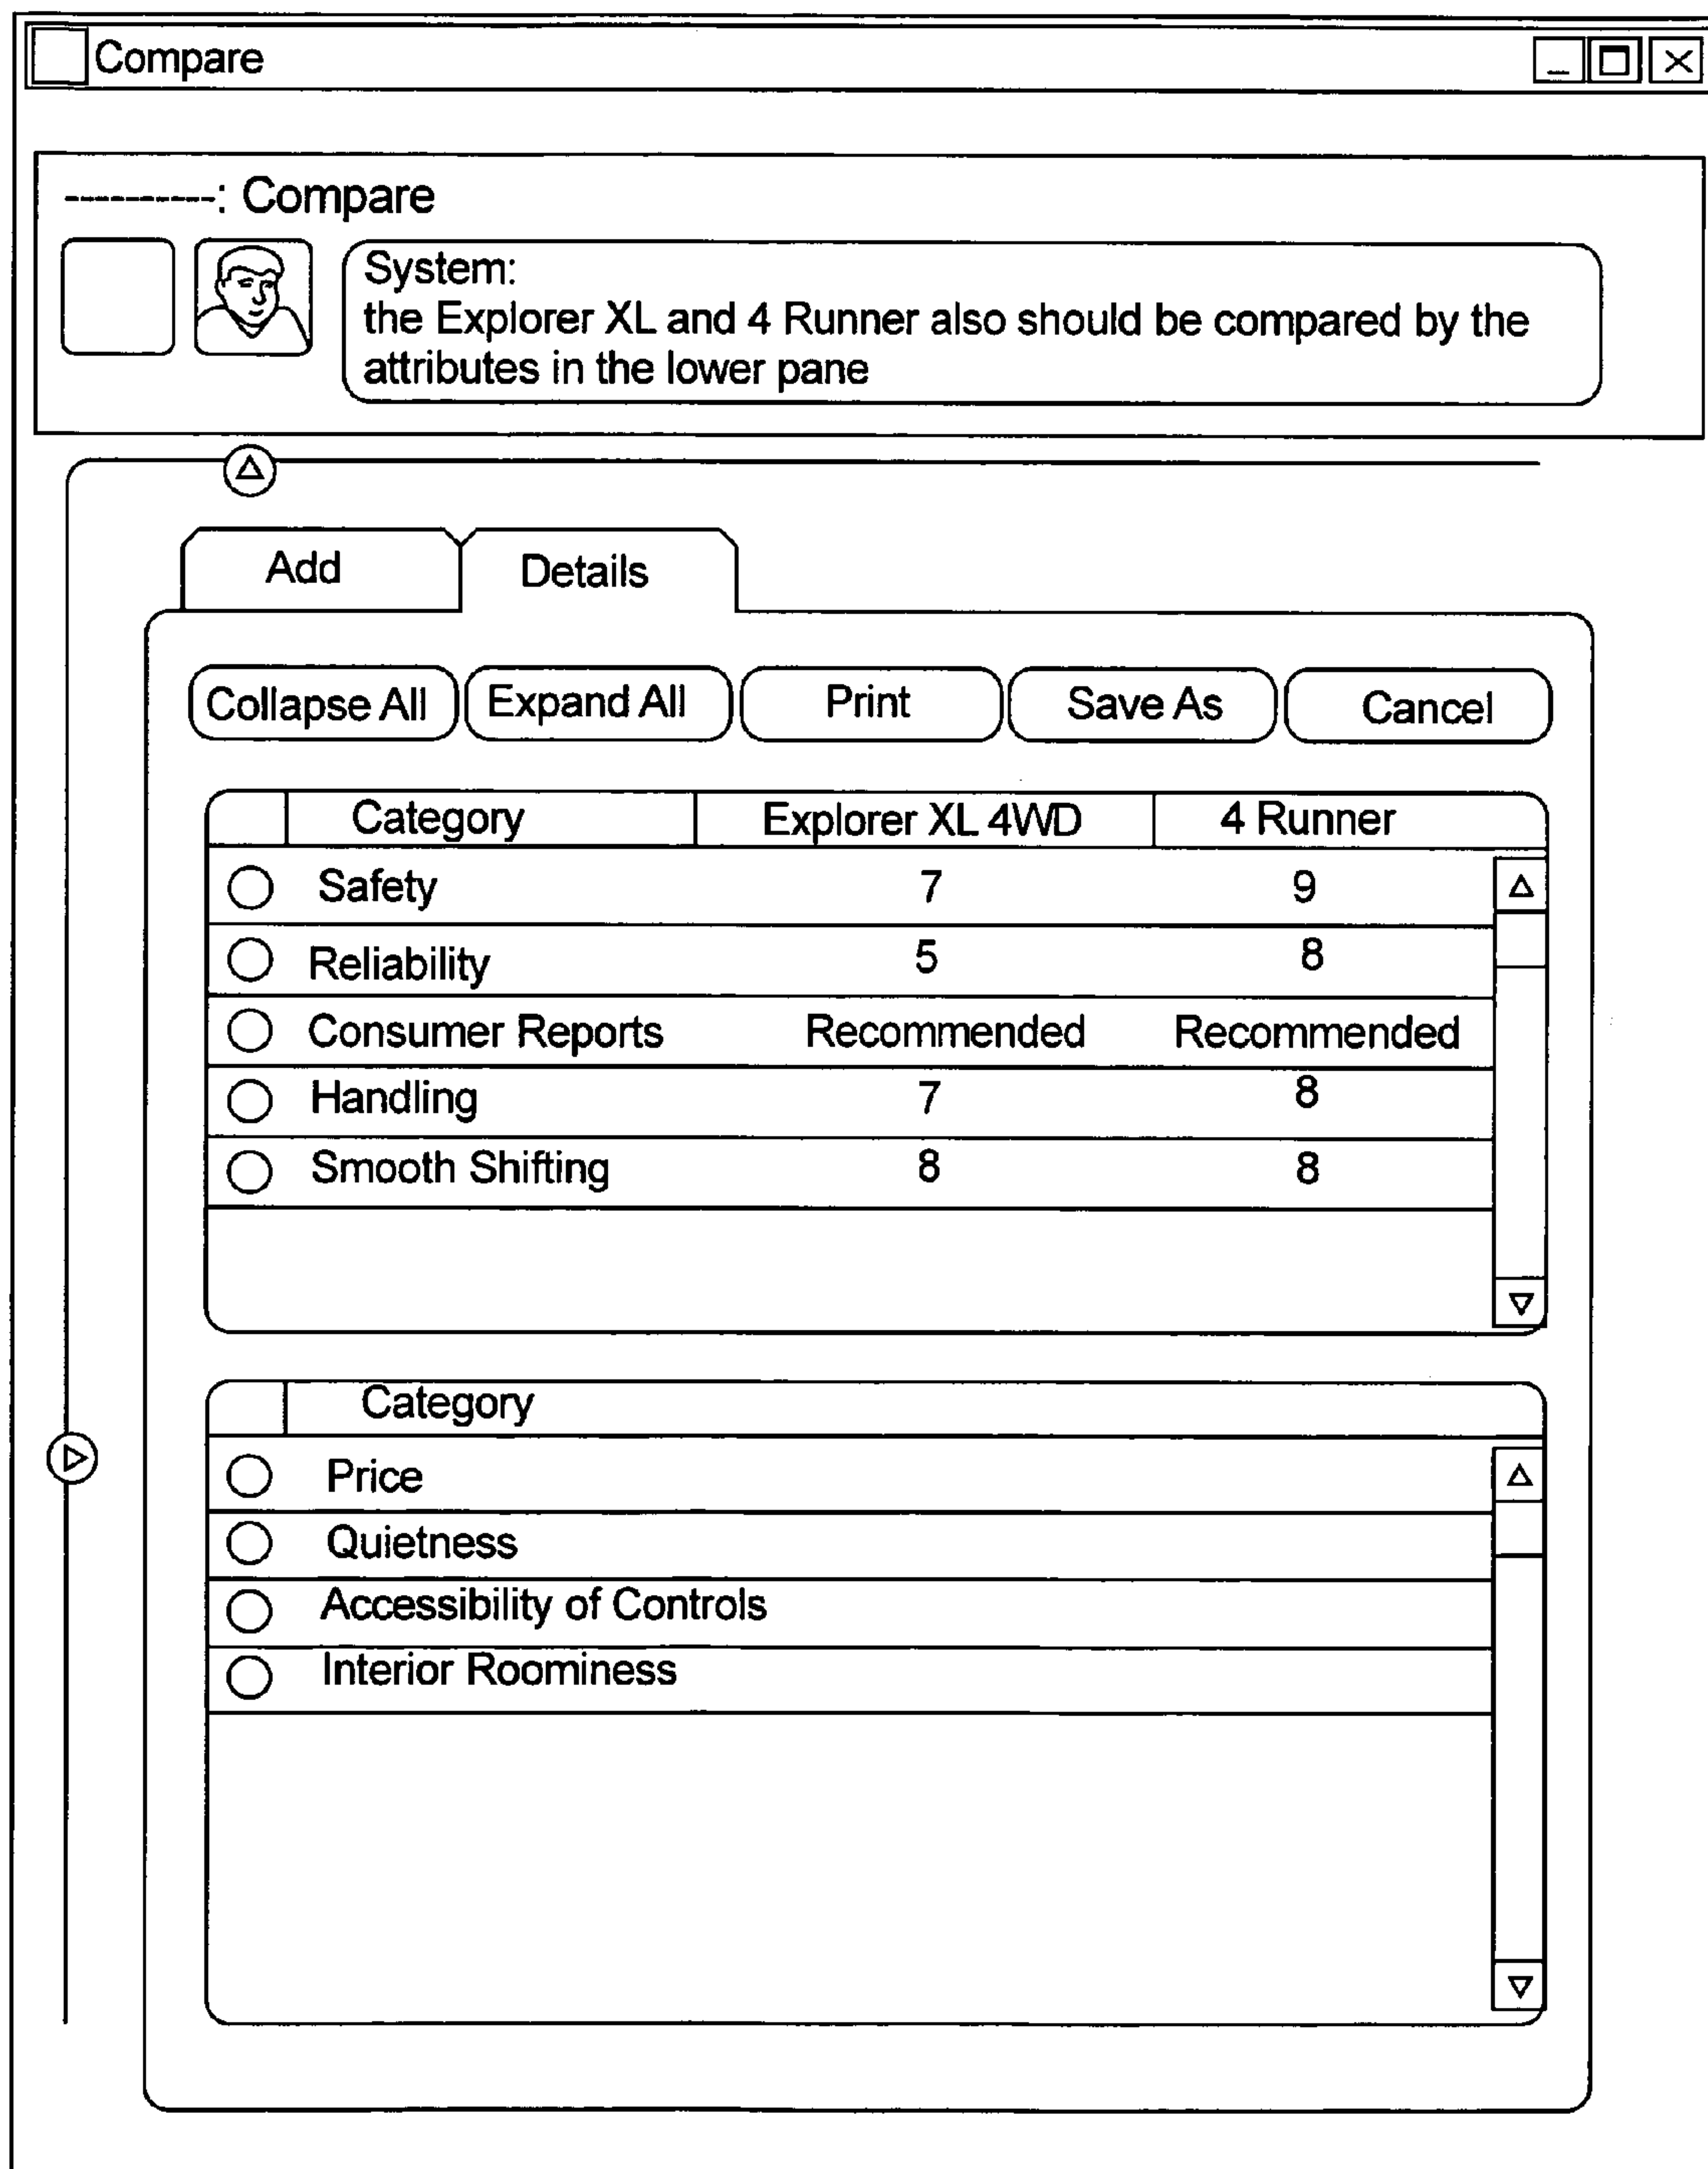 Compare
---------: Compare
System:
the Explorer XL and 4 Runner also should be compared by the
attributes in the lower pane
Add Details
Collapse All Expand All Print Save As Cancel
Category Explorer XL 4WD 4 Runner
Safety 7 9
Reliability 5 8
Consumer Reports Recommended Recommended
Handling 7 8
Smooth Shifting 8 8
Category
Price
Quietness
Accessibility of Controls
Interior Roominess